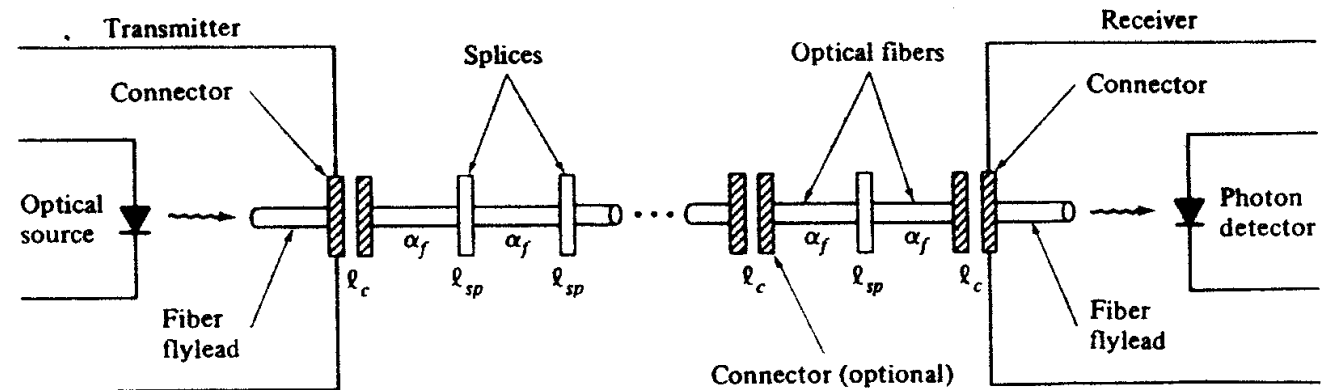 Transmitter
Receiver
Splices
Optical fibers
Connector
Connector
Optical
source
Photon
detector
α_f
α_f
α_f
α_f
ℓ_c
ℓ_sp
ℓ_sp
ℓ_c
ℓ_sp
ℓ_c
Fiber
flylead
Fiber
flylead
Connector (optional)